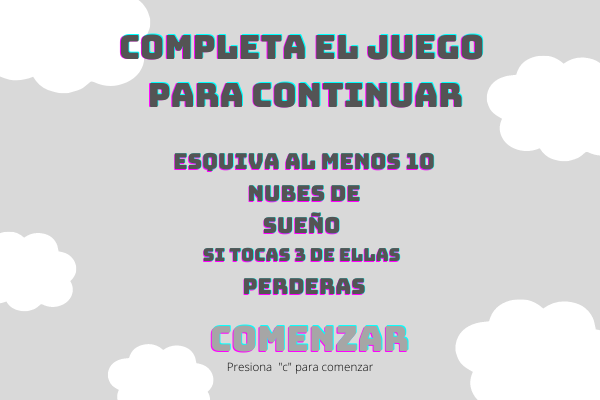 COMPLETA EL JUEGO
PARA CONTINUAR
ESQUIVA AL MENOS 10
NUBES DE
SUEÑO
SI TOCAS 3 DE ELLAS
PERDERAS
COMENZAR
Presiona "c" para comenzar